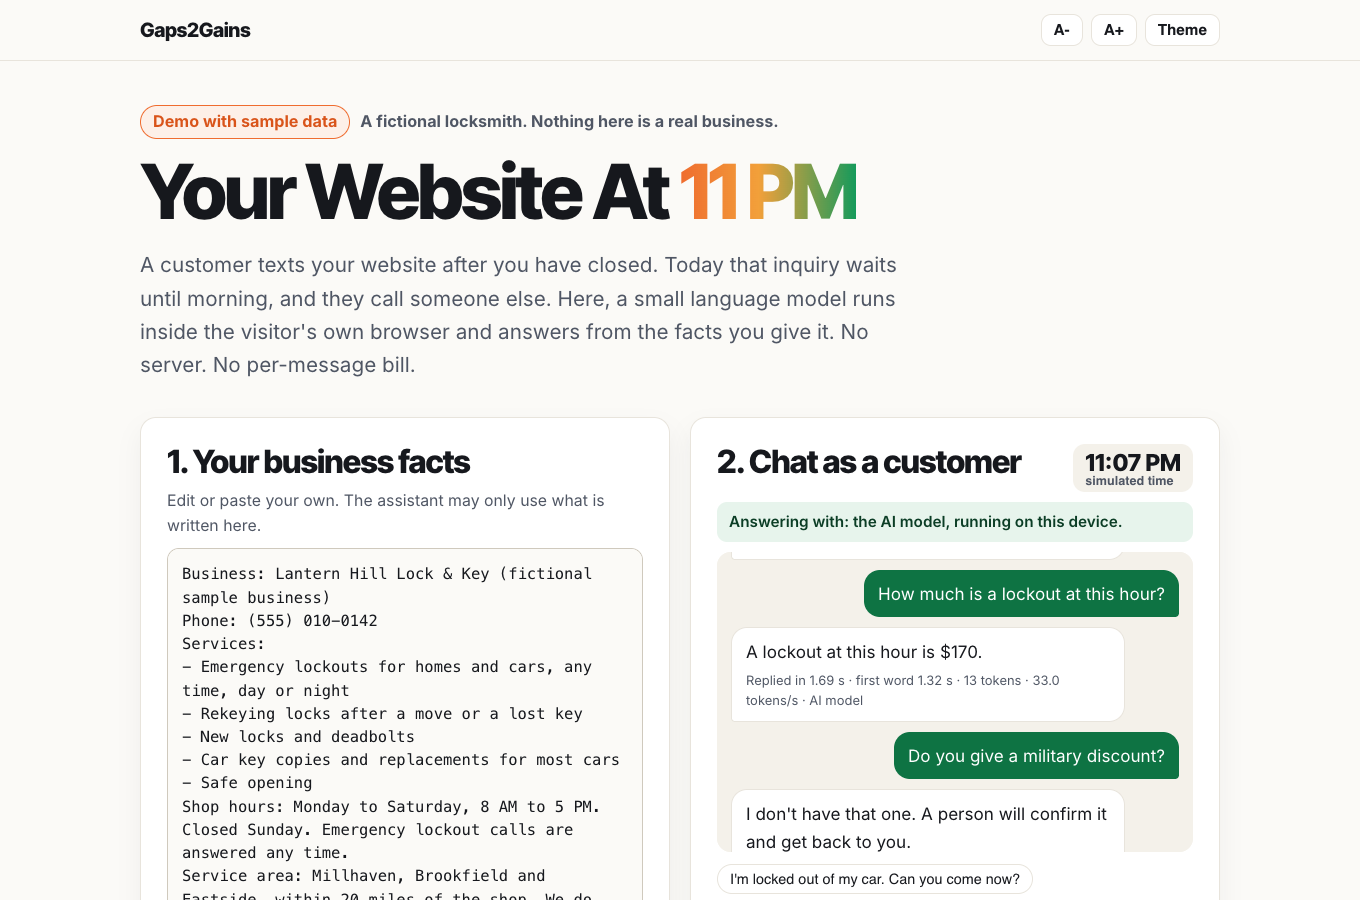 Gaps2Gains
A-
A+
Theme
Demo with sample data
A fictional locksmith. Nothing here is a real business.
Your Website At 11 PM
A customer texts your website after you have closed. Today that inquiry waits
until morning, and they call someone else. Here, a small language model runs
inside the visitor's own browser and answers from the facts you give it. No
server. No per-message bill.
1. Your business facts
Edit or paste your own. The assistant may only use what is
written here.
Business: Lantern Hill Lock & Key (fictional
sample business)
Phone: (555) 010-0142
Services:
- Emergency lockouts for homes and cars, any
time, day or night
- Rekeying locks after a move or a lost key
- New locks and deadbolts
- Car key copies and replacements for most cars
- Safe opening
Shop hours: Monday to Saturday, 8 AM to 5 PM.
Closed Sunday. Emergency lockout calls are
answered any time.
Service area: Millhaven, Brookfield and
Eastside, within 20 miles of the shop. We do
2. Chat as a customer
11:07 PM
simulated time
Answering with: the AI model, running on this device.
How much is a lockout at this hour?
A lockout at this hour is $170.
Replied in 1.69 s · first word 1.32 s · 13 tokens · 33.0
tokens/s · AI model
Do you give a military discount?
I don't have that one. A person will confirm it
and get back to you.
I'm locked out of my car. Can you come now?